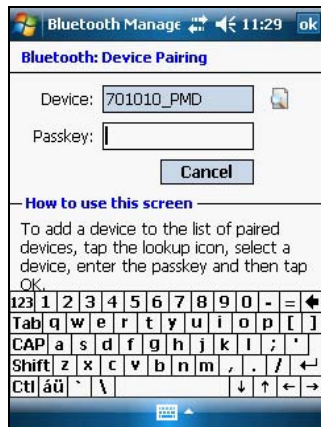 Bluetooth Manage 11:29 ok
Bluetooth: Device Pairing
Device: 701010_PMD
Passkey:
Cancel
How to use this screen
To add a device to the list of paired
devices, tap the lookup icon, select a
device, enter the passkey and then tap
OK.
123 1 2 3 4 5 6 7 8 9 0 - =
Tab q w e r t y u i o p [ ]
CAP a s d f g h j k l ; '
Shift z x c v b n m , . /
Ctl áü ` \